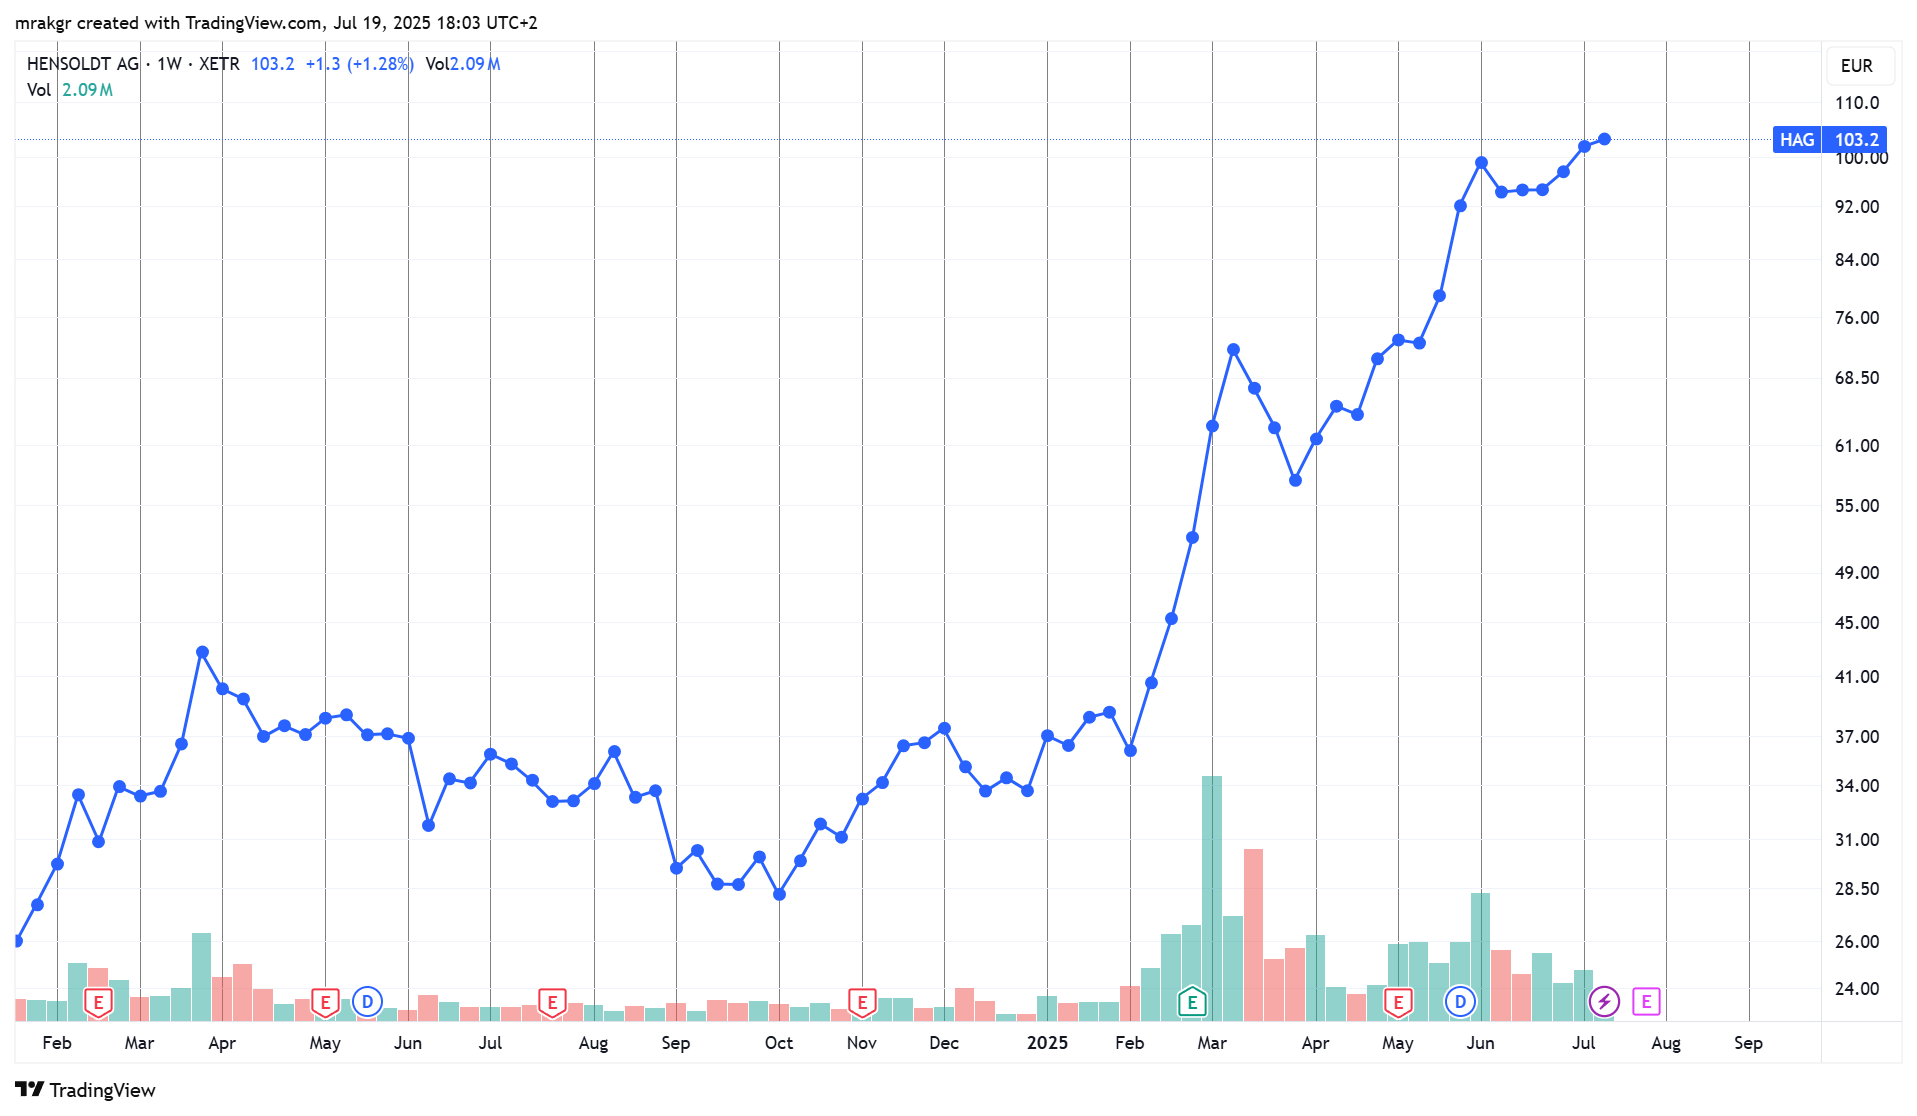 mrakgr created with TradingView.com, Jul 19, 2025 18:03 UTC+2
HENSOLDT AG · 1W · XETR 103.2 +1.3 (+1.28%) Vol2.09M
Vol 2.09M
EUR
110.0
HAG 103.2
100.00
92.00
84.00
76.00
68.50
61.00
55.00
49.00
45.00
41.00
37.00
34.00
31.00
28.50
26.00
24.00
E E D E E E E D E
Feb Mar Apr May Jun Jul Aug Sep Oct Nov Dec 2025 Feb Mar Apr May Jun Jul Aug Sep
TradingView